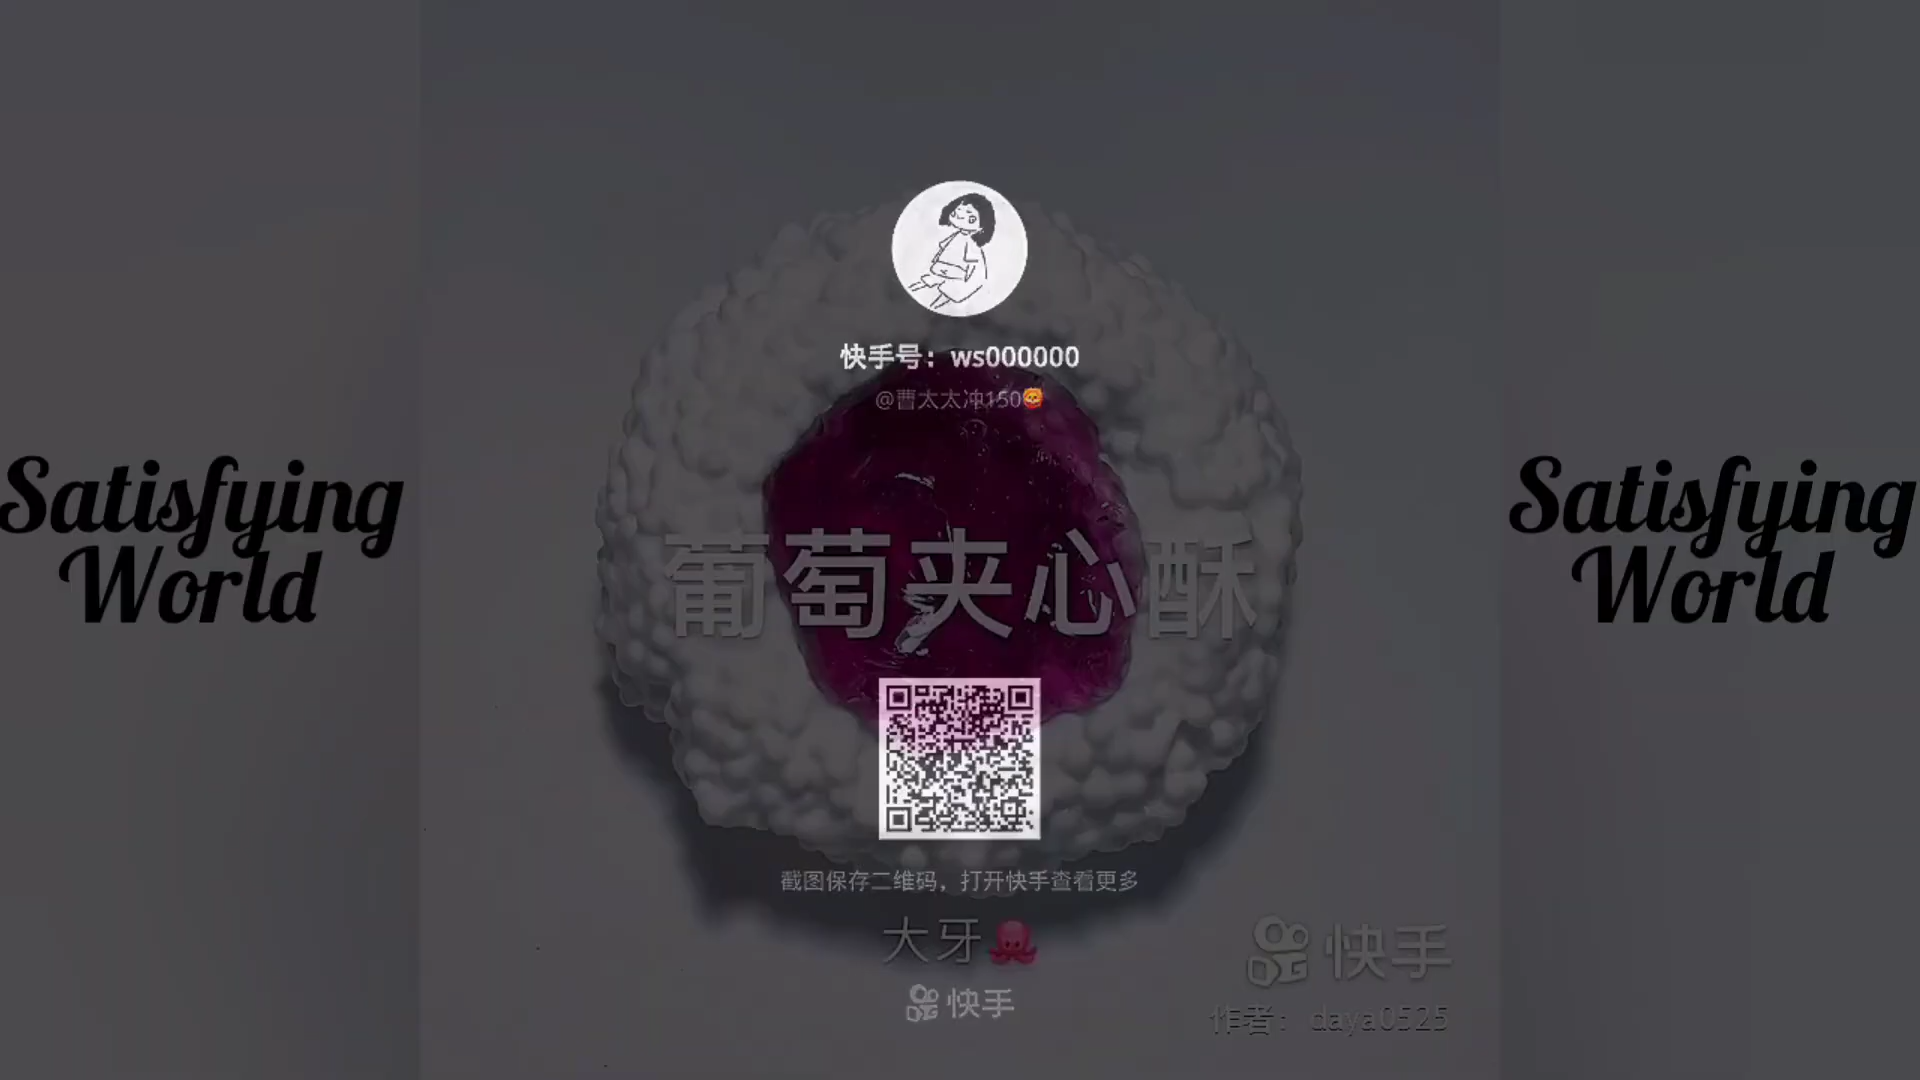 快手号：ws000000
@曹太太冲150
Satisfying
World
葡萄夹心酥
Satisfying
World
截图保存二维码，打开快手查看更多
大牙
快手
快手
作者：daya0525